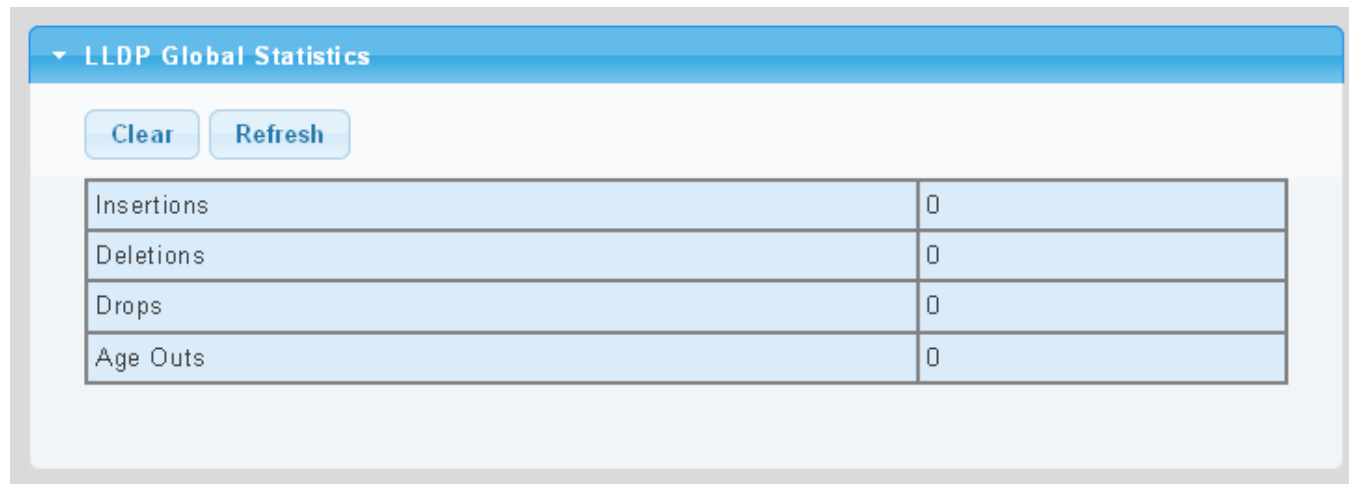 LLDP Global Statistics
Clear Refresh
Insertions 0
Deletions 0
Drops 0
Age Outs 0